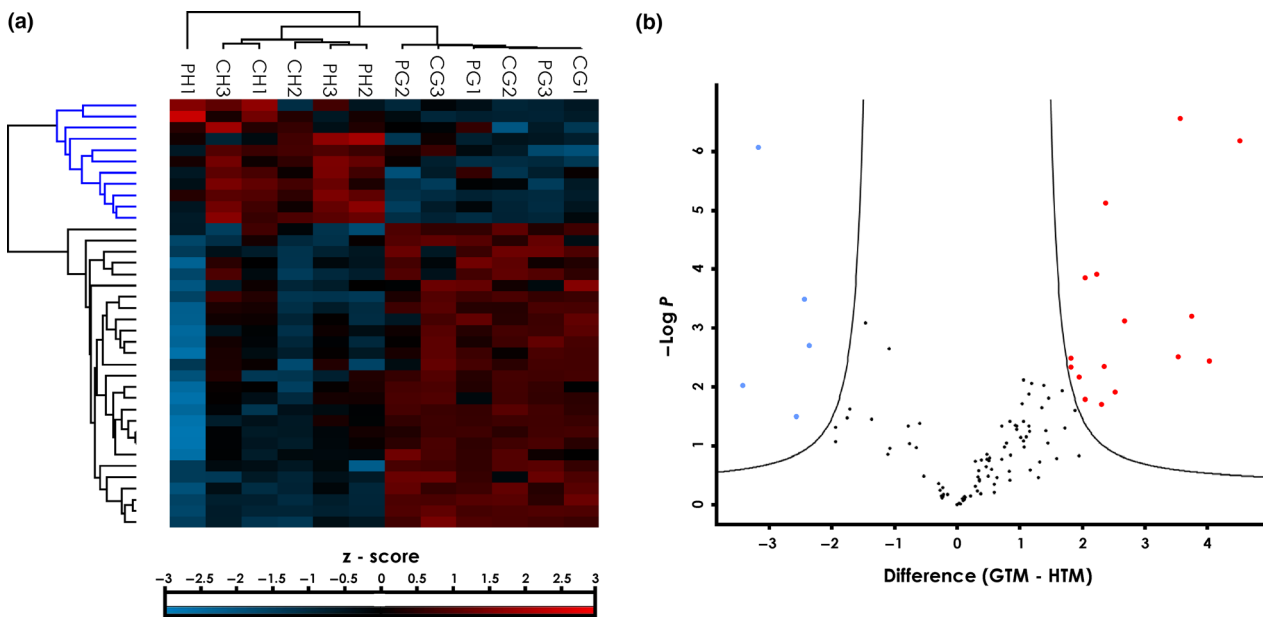 (a)
PH1 CH3 CH1 CH2 PH3 PH2 PG2 CG3 PG1 CG2 PG3 CG1
z - score
−3 −2.5 −2 −1.5 −1 −0.5 0 0.5 1 1.5 2 2.5 3
(b)
−Log P
6
5
4
3
2
1
0
−3 −2 −1 0 1 2 3 4
Difference (GTM - HTM)